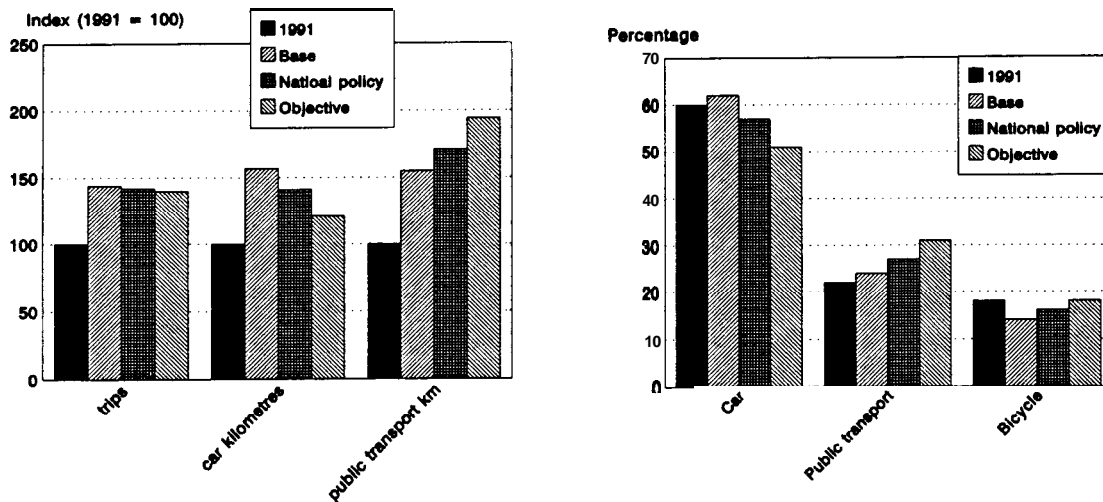 Index (1991 = 100)
250
200
150
100
50
0
1991
Base
Natioal policy
Objective
trips
car kilometres
public transport km
Percentage
70
60
50
40
30
20
10
0
1991
Base
National policy
Objective
Car
Public transport
Bicycle